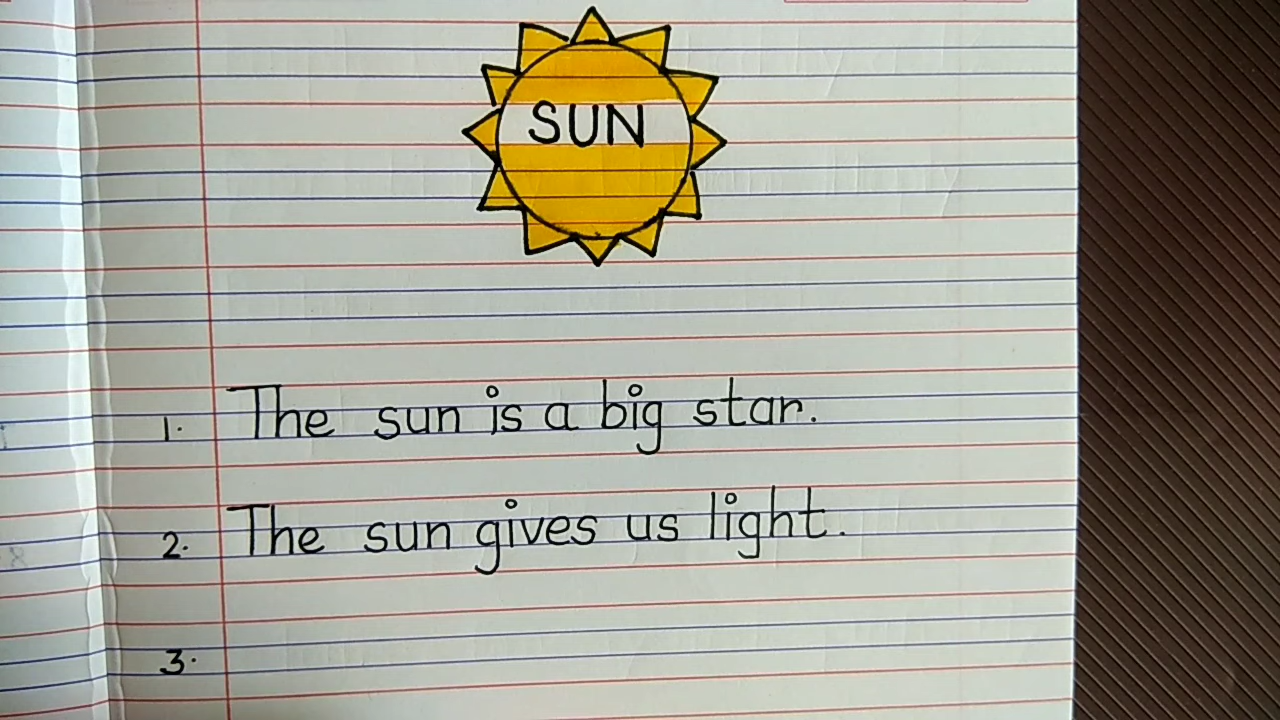 SUN
1. The sun is a big star.
2. The sun gives us light.
3.